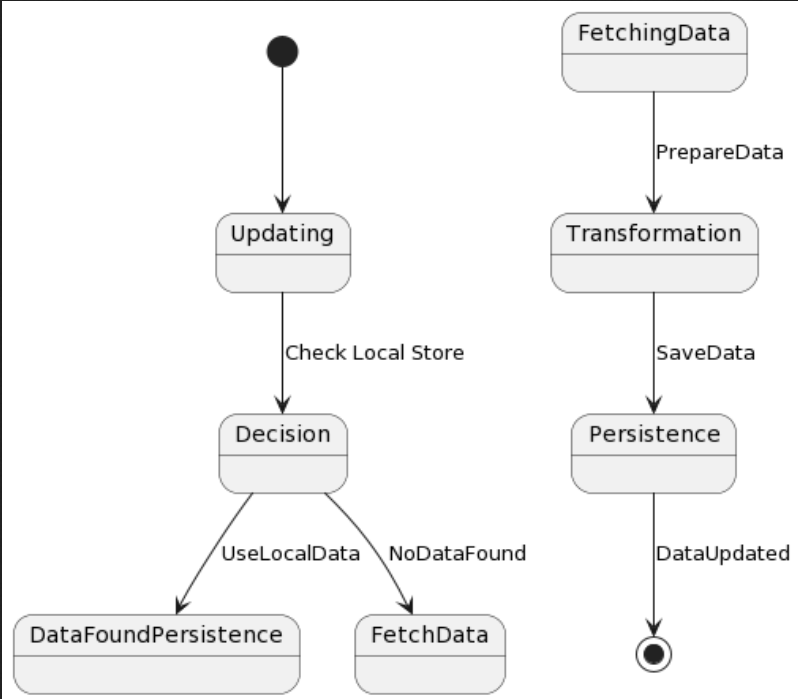 FetchingData
PrepareData
Updating
Transformation
Check Local Store
SaveData
Decision
Persistence
UseLocalData
NoDataFound
DataUpdated
DataFoundPersistence
FetchData